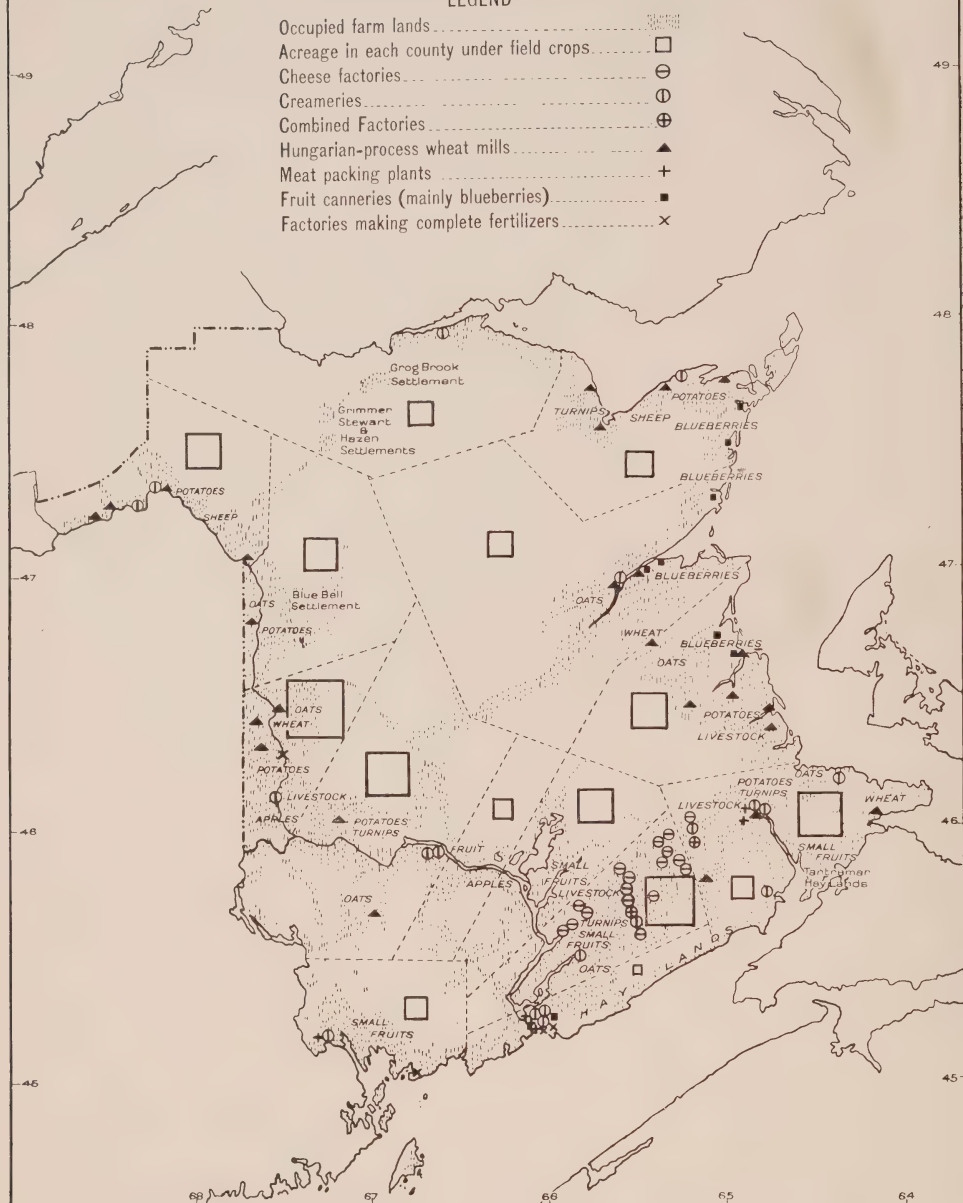 LEGEND
Occupied farm lands
Acreage in each county under field crops
Cheese factories
Creameries
Combined Factories
Hungarian-process wheat mills
Meat packing plants
Fruit canneries (mainly blueberries)
Factories making complete fertilizers
49
49
48
48
Grog Brook
Settlement
Grimmer
Stewart
&
Hazen
Settlements
TURNIPS
SHEEP
POTATOES
BLUEBERRIES
BLUEBERRIES
POTATOES
SHEEP
47
47
BLUEBERRIES
OATS
Blue Bell
Settlement
OATS
POTATOES
WHEAT
BLUEBERRIES
OATS
OATS
WHEAT
POTATOES
LIVESTOCK
POTATOES
LIVESTOCK
APPLES
POTATOES
TURNIPS
OATS
POTATOES
TURNIPS
LIVESTOCK
WHEAT
46
46
SMALL
FRUITS
Tantramar
Hay Lands
FRUIT
APPLES
SMALL
FRUITS
LIVESTOCK
OATS
TURNIPS
SMALL
FRUITS
OATS
HAY LANDS
SMALL
FRUITS
45
45
68
67
66
65
64